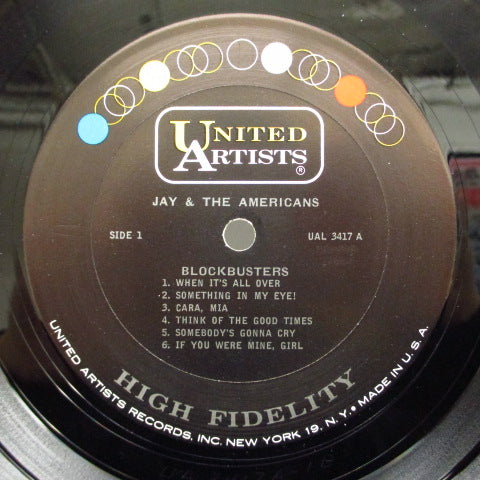 UNITED
ARTISTS
®
JAY & THE AMERICANS
SIDE 1
UAL 3417 A
BLOCKBUSTERS
1. WHEN IT'S ALL OVER
2. SOMETHING IN MY EYE!
3. CARA, MIA
4. THINK OF THE GOOD TIMES
5. SOMEBODY'S GONNA CRY
6. IF YOU WERE MINE, GIRL
HIGH FIDELITY
UNITED ARTISTS RECORDS, INC. NEW YORK 19, N.Y. • MADE IN U.S.A.